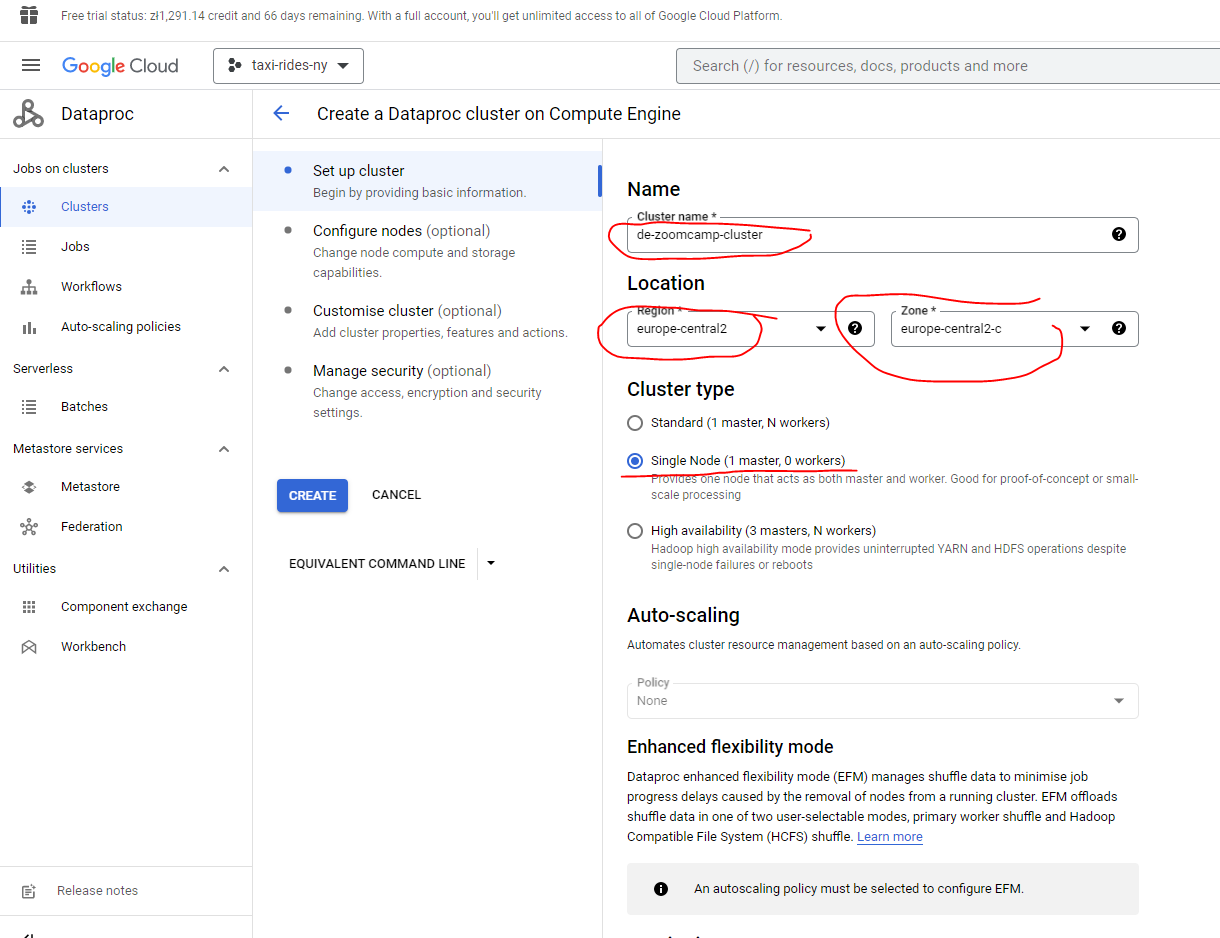 Free trial status: zł1,291.14 credit and 66 days remaining. With a full account, you'll get unlimited access to all of Google Cloud Platform.
Google Cloud
taxi-rides-ny
Search (/) for resources, docs, products and more
Dataproc
Jobs on clusters
Clusters
Jobs
Workflows
Auto-scaling policies
Serverless
Batches
Metastore services
Metastore
Federation
Utilities
Component exchange
Workbench
Release notes
Create a Dataproc cluster on Compute Engine
Set up cluster
Begin by providing basic information.
Configure nodes (optional)
Change node compute and storage
capabilities.
Customise cluster (optional)
Add cluster properties, features and actions.
Manage security (optional)
Change access, encryption and security
settings.
CREATE
CANCEL
EQUIVALENT COMMAND LINE
Name
Cluster name *
de-zoomcamp-cluster
Location
Region *
europe-central2
Zone *
europe-central2-c
Cluster type
Standard (1 master, N workers)
Single Node (1 master, 0 workers)
Provides one node that acts as both master and worker. Good for proof-of-concept or small-
scale processing
High availability (3 masters, N workers)
Hadoop high availability mode provides uninterrupted YARN and HDFS operations despite
single-node failures or reboots
Auto-scaling
Automates cluster resource management based on an auto-scaling policy.
Policy
None
Enhanced flexibility mode
Dataproc enhanced flexibility mode (EFM) manages shuffle data to minimise job
progress delays caused by the removal of nodes from a running cluster. EFM offloads
shuffle data in one of two user-selectable modes, primary worker shuffle and Hadoop
Compatible File System (HCFS) shuffle. Learn more
An autoscaling policy must be selected to configure EFM.